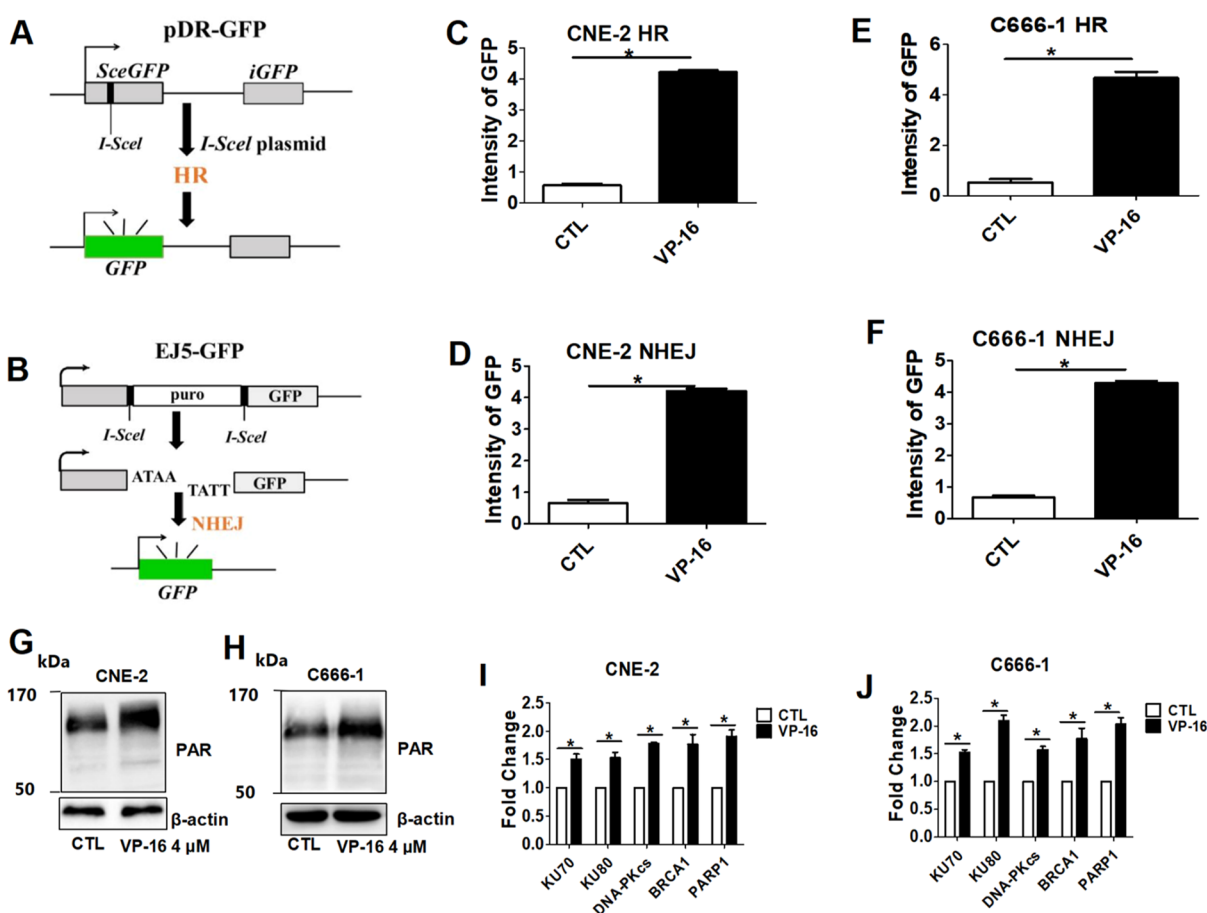 A
pDR-GFP
SceGFP
iGFP
I-SceI
I-SceI plasmid
HR
GFP
B
EJ5-GFP
puro
GFP
I-SceI
I-SceI
ATAA
TATT
GFP
NHEJ
GFP
C
CNE-2 HR
*
Intensity of GFP
5
4
3
2
1
0
CTL
VP-16
D
CNE-2 NHEJ
*
Intensity of GFP
5
4
3
2
1
0
CTL
VP-16
E
C666-1 HR
*
Intensity of GFP
6
4
2
0
CTL
VP-16
F
C666-1 NHEJ
*
Intensity of GFP
5
4
3
2
1
0
CTL
VP-16
G
kDa
CNE-2
170
PAR
50
β-actin
CTL VP-16 4 µM
H
kDa
C666-1
170
PAR
50
β-actin
CTL VP-16 4 µM
I
CNE-2
Fold Change
2.5
2.0
1.5
1.0
0.5
0.0
* * * * *
CTL
VP-16
KU70
KU80
DNA-PKcs
BRCA1
PARP1
J
C666-1
Fold Change
2.5
2.0
1.5
1.0
0.5
0.0
* * * * *
CTL
VP-16
KU70
KU80
DNA-PKcs
BRCA1
PARP1